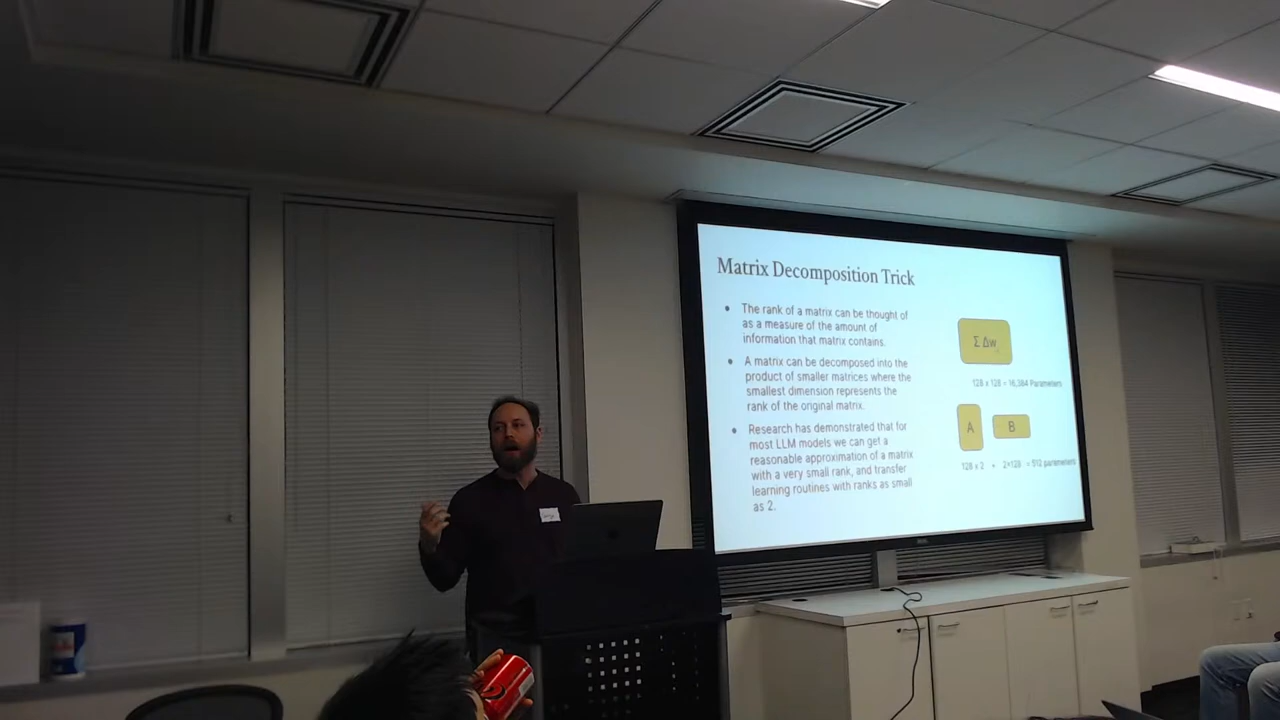 Matrix Decomposition Trick
• The rank of a matrix can be thought of
as a measure of the amount of
information that matrix contains.
• A matrix can be decomposed into the
product of smaller matrices where the
smallest dimension represents the
rank of the original matrix.
• Research has demonstrated that for
most LLM models we can get a
reasonable approximation of a matrix
with a very small rank, and transfer
learning routines with ranks as small
as 2.
Σ Δw
128 x 128 = 16,384 Parameters
A
B
128 x 2 + 2*128 = 512 parameters